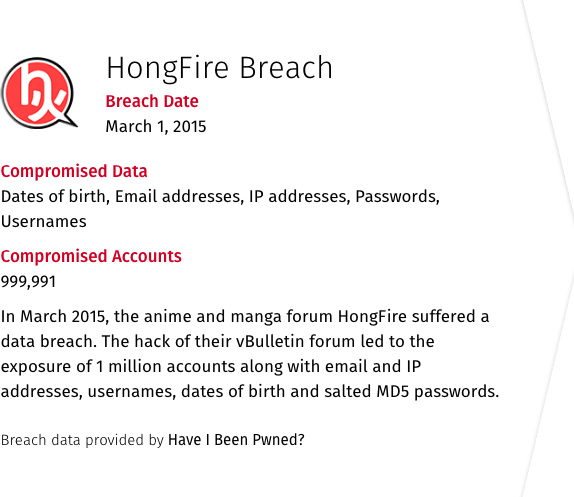 HongFire Breach
Breach Date
March 1, 2015
Compromised Data
Dates of birth, Email addresses, IP addresses, Passwords,
Usernames
Compromised Accounts
999,991
In March 2015, the anime and manga forum HongFire suffered a
data breach. The hack of their vBulletin forum led to the
exposure of 1 million accounts along with email and IP
addresses, usernames, dates of birth and salted MD5 passwords.
Breach data provided by Have I Been Pwned?